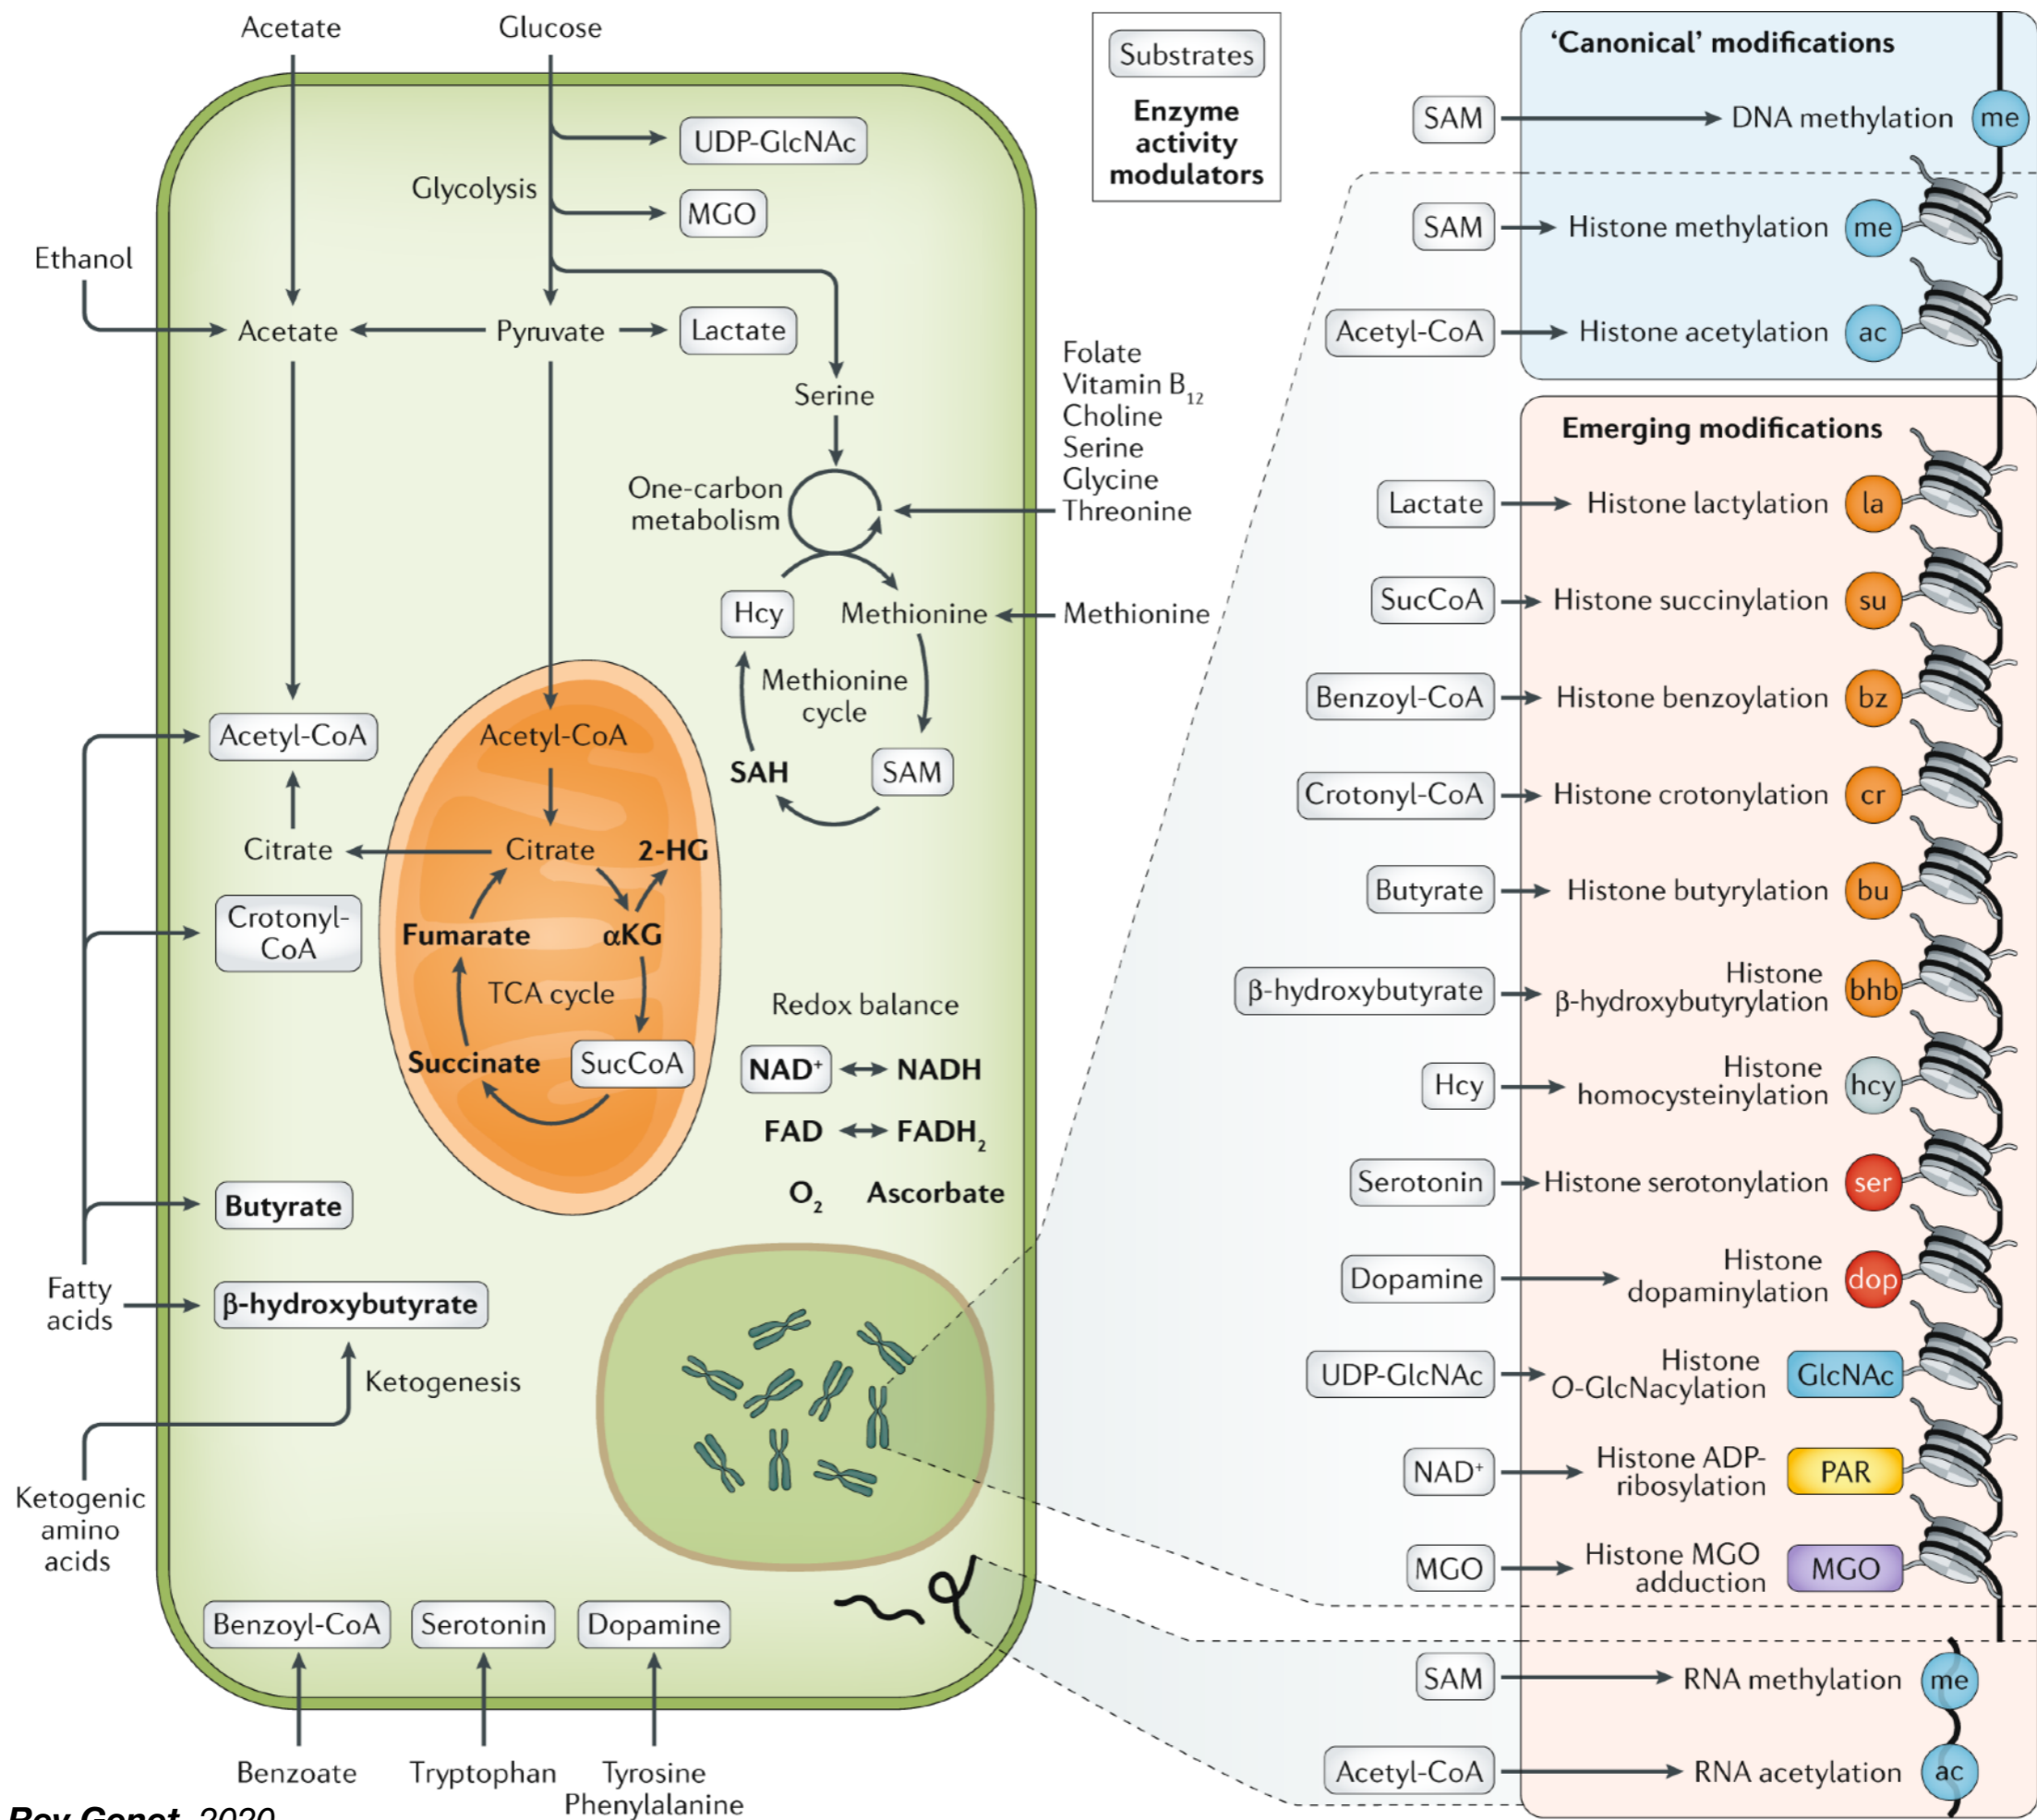 Acetate
Glucose
UDP-GlcNAc
Glycolysis
MGO
Ethanol
Acetate
Pyruvate
Lactate
Serine
Folate
Vitamin B12
Choline
Serine
Glycine
Threonine
One-carbon
metabolism
Hcy
Methionine
Methionine
Methionine
cycle
SAH
SAM
Acetyl-CoA
Acetyl-CoA
Citrate
Citrate
2-HG
Crotonyl-
CoA
Fumarate
αKG
TCA cycle
Succinate
SucCoA
Redox balance
NAD+
NADH
FAD
FADH2
O2
Ascorbate
Butyrate
Fatty
acids
β-hydroxybutyrate
Ketogenesis
Ketogenic
amino
acids
Benzoyl-CoA
Serotonin
Dopamine
Benzoate
Tryptophan
Tyrosine
Phenylalanine
Rev Genet. 2020
Substrates
Enzyme
activity
modulators
'Canonical' modifications
SAM
DNA methylation
me
SAM
Histone methylation
me
Acetyl-CoA
Histone acetylation
ac
Emerging modifications
Lactate
Histone lactylation
la
SucCoA
Histone succinylation
su
Benzoyl-CoA
Histone benzoylation
bz
Crotonyl-CoA
Histone crotonylation
cr
Butyrate
Histone butyrylation
bu
β-hydroxybutyrate
Histone
β-hydroxybutyrylation
bhb
Hcy
Histone
homocysteinylation
hcy
Serotonin
Histone serotonylation
ser
Dopamine
Histone
dopaminylation
dop
UDP-GlcNAc
Histone
O-GlcNacylation
GlcNAc
NAD+
Histone ADP-
ribosylation
PAR
MGO
Histone MGO
adduction
MGO
SAM
RNA methylation
me
Acetyl-CoA
RNA acetylation
ac